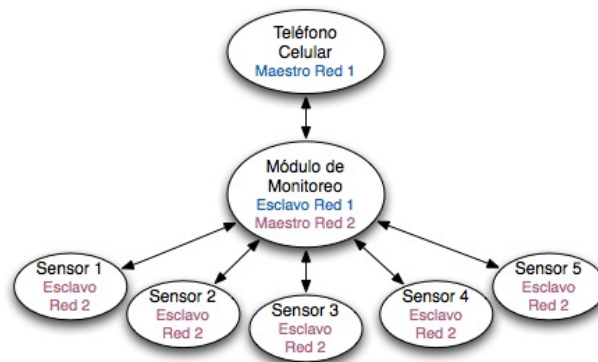 Teléfono
Celular
Maestro Red 1
Módulo de
Monitoreo
Esclavo Red 1
Maestro Red 2
Sensor 1
Esclavo
Red 2
Sensor 2
Esclavo
Red 2
Sensor 3
Esclavo
Red 2
Sensor 4
Esclavo
Red 2
Sensor 5
Esclavo
Red 2